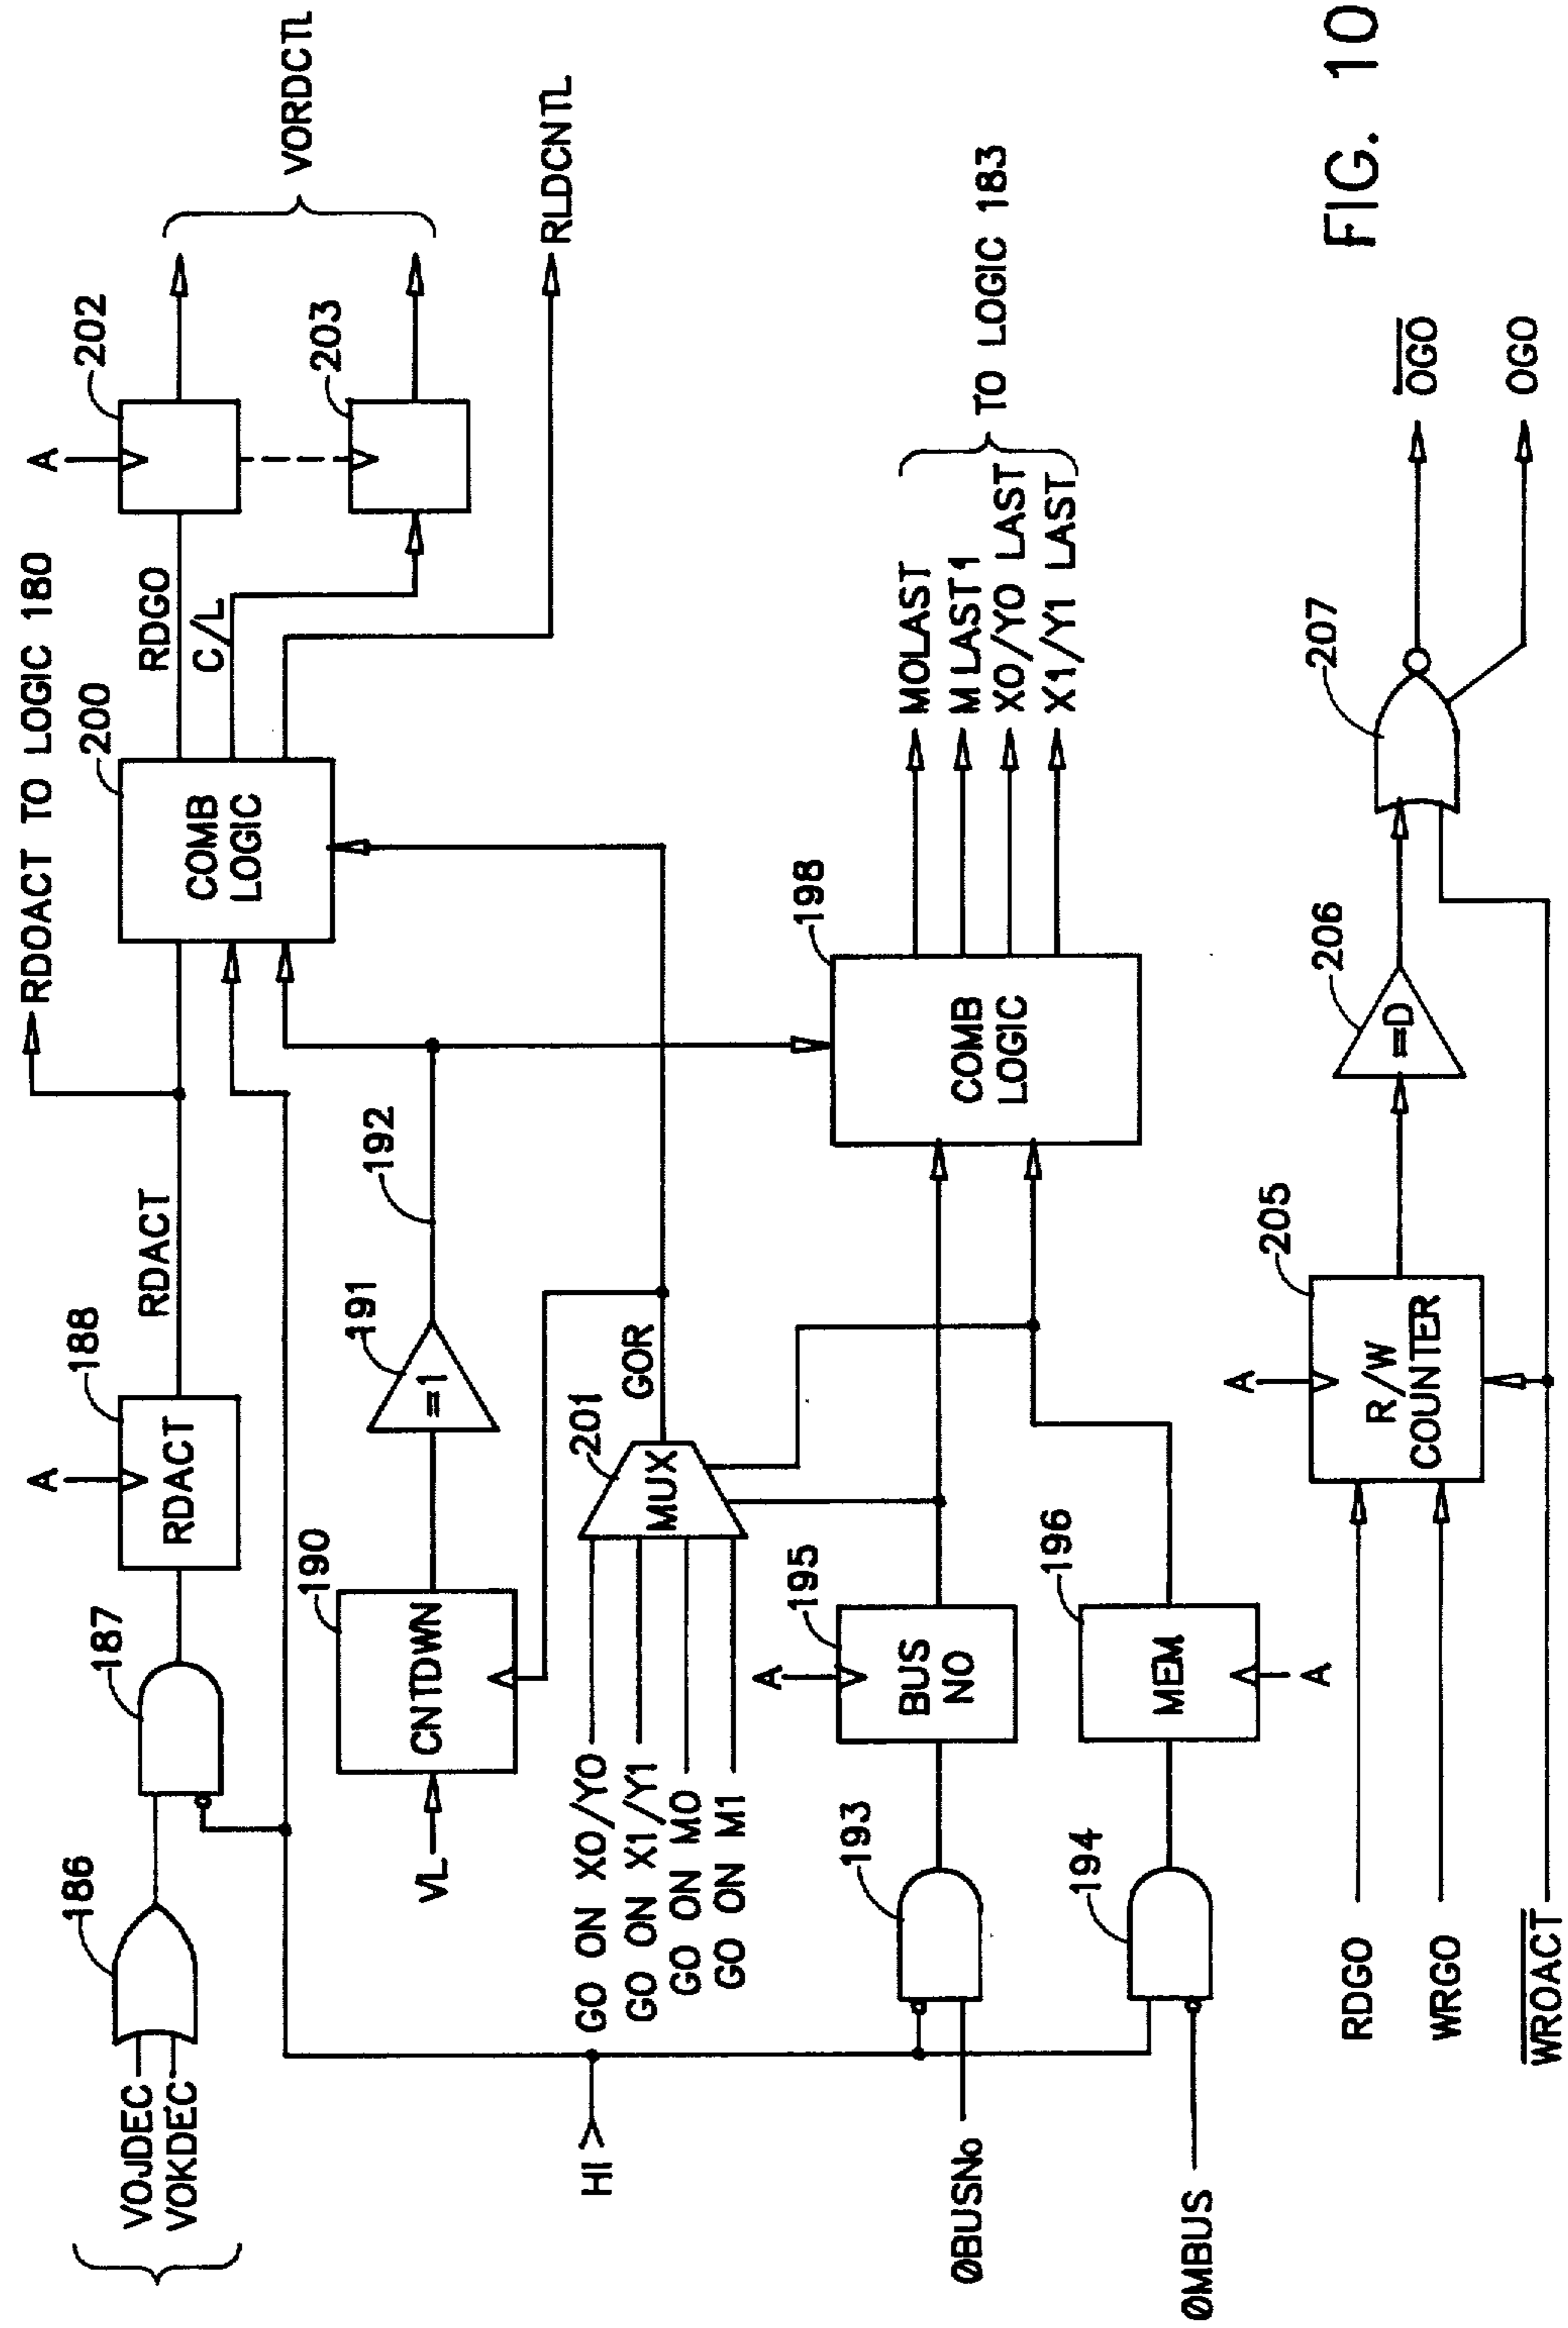 VOJDEC
VOKDEC
186
187
A
188
RDACT
RDACT
RDOACT TO LOGIC 180
200
COMB
LOGIC
RDGO
C/L
A
202
203
VORDCTL
RLDCNTL
VL
190
CNTDWN
191
=1
192
HI
GO ON X0/Y0
GO ON X1/Y1
GO ON M0
GO ON M1
201
MUX
GOR
ØBUSNo
193
A
195
BUS
NO
ØMBUS
194
196
MEM
A
198
COMB
LOGIC
MOLAST
M LAST1
X0/Y0 LAST
X1/Y1 LAST
TO LOGIC 183
RDGO
WRGO
WROACT
A
205
R/W
COUNTER
206
=D
207
OGO
OGO
FIG. 10